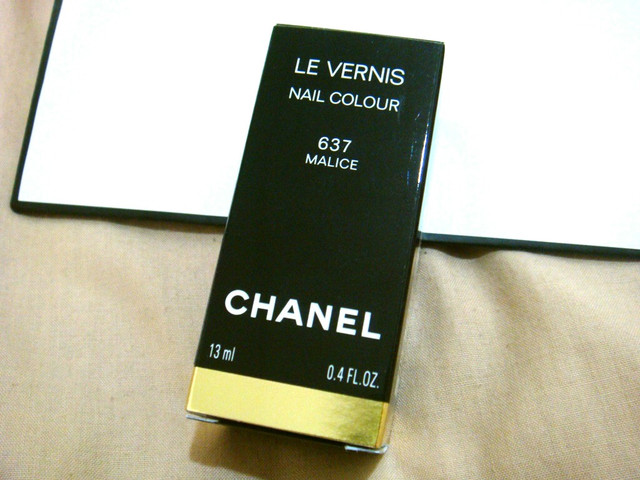 LE VERNIS
NAIL COLOUR
637
MALICE
CHANEL
13 ml
0.4 FL.OZ.